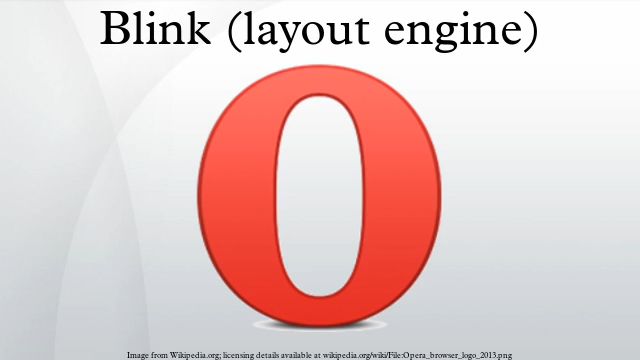 Blink (layout engine)
Image from Wikipedia.org; licensing details available at wikipedia.org/wiki/File:Opera_browser_logo_2013.png